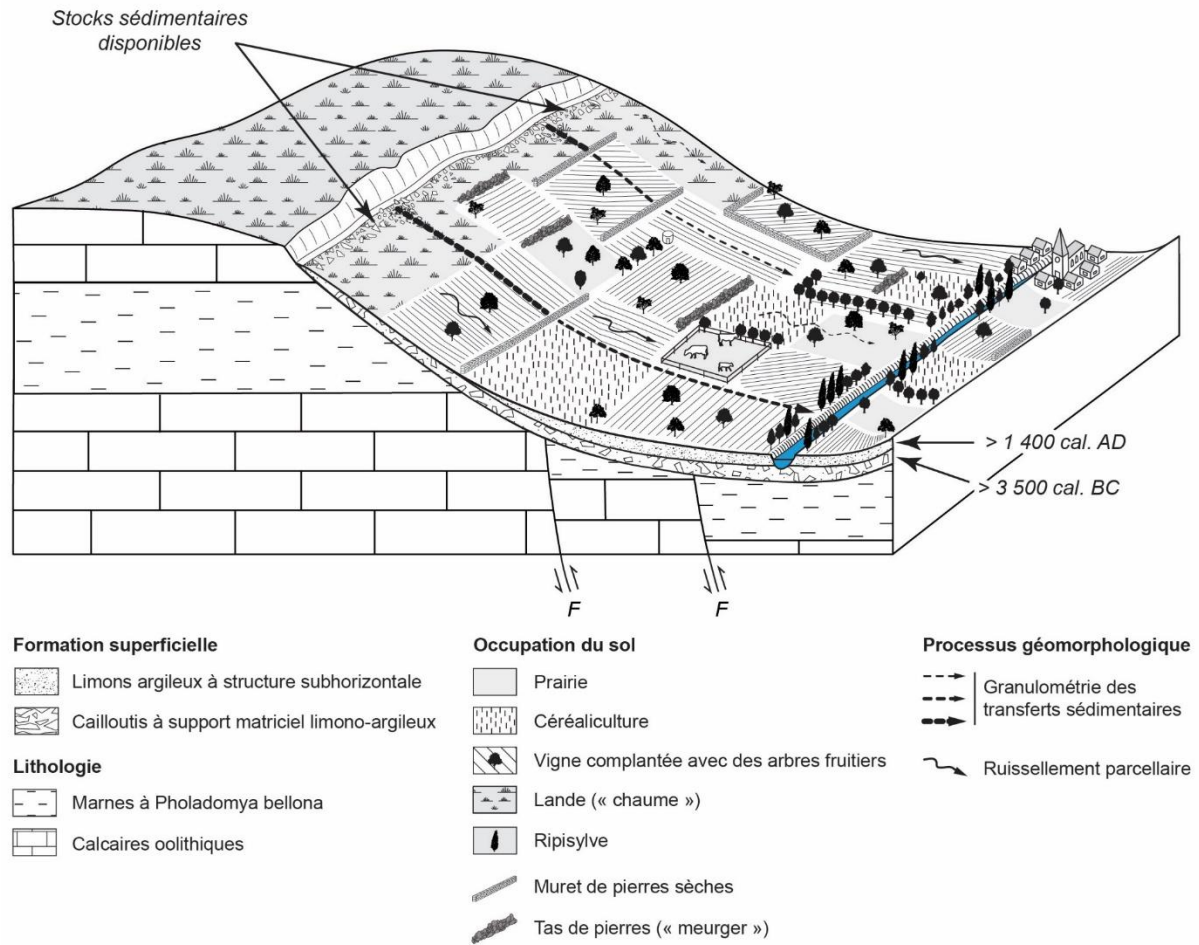 Stocks sédimentaires
disponibles
> 1 400 cal. AD
> 3 500 cal. BC
F
F
Formation superficielle
Limons argileux à structure subhorizontale
Cailloutis à support matriciel limono-argileux
Lithologie
Marnes à Pholadomya bellona
Calcaires oolithiques
Occupation du sol
Prairie
Céréaliculture
Vigne complantée avec des arbres fruitiers
Lande (« chaume »)
Ripisylve
Muret de pierres sèches
Tas de pierres (« meurger »)
Processus géomorphologique
Granulométrie des
transferts sédimentaires
Ruissellement parcellaire